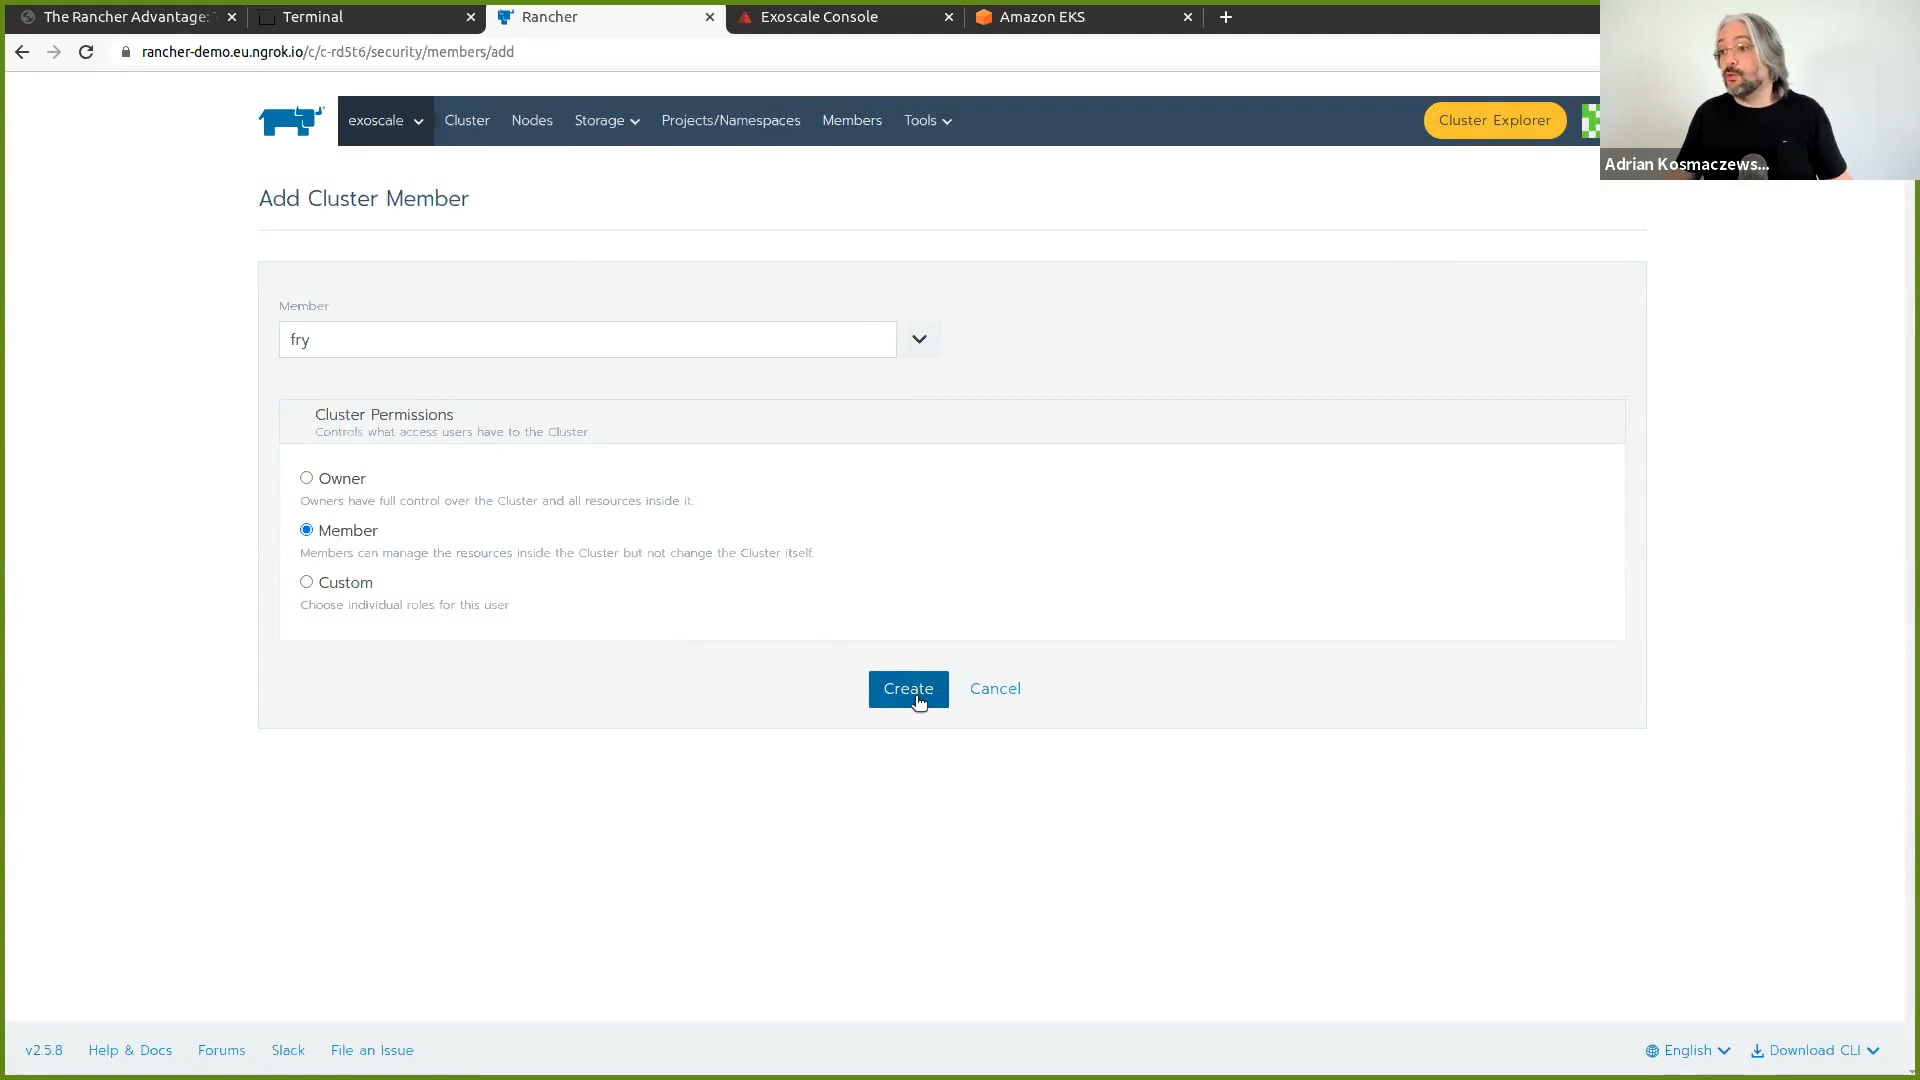 The Rancher Advantage:
Terminal
Rancher
Exoscale Console
Amazon EKS
rancher-demo.eu.ngrok.io/c/c-rd5t6/security/members/add
exoscale
Cluster
Nodes
Storage
Projects/Namespaces
Members
Tools
Cluster Explorer
Adrian Kosmaczews...
Add Cluster Member
Member
fry
Cluster Permissions
Controls what access users have to the Cluster.
Owner
Owners have full control over the Cluster and all resources inside it.
Member
Members can manage the resources inside the Cluster but not change the Cluster itself.
Custom
Choose individual roles for this user
Create
Cancel
v2.5.8
Help & Docs
Forums
Slack
File an Issue
English
Download CLI